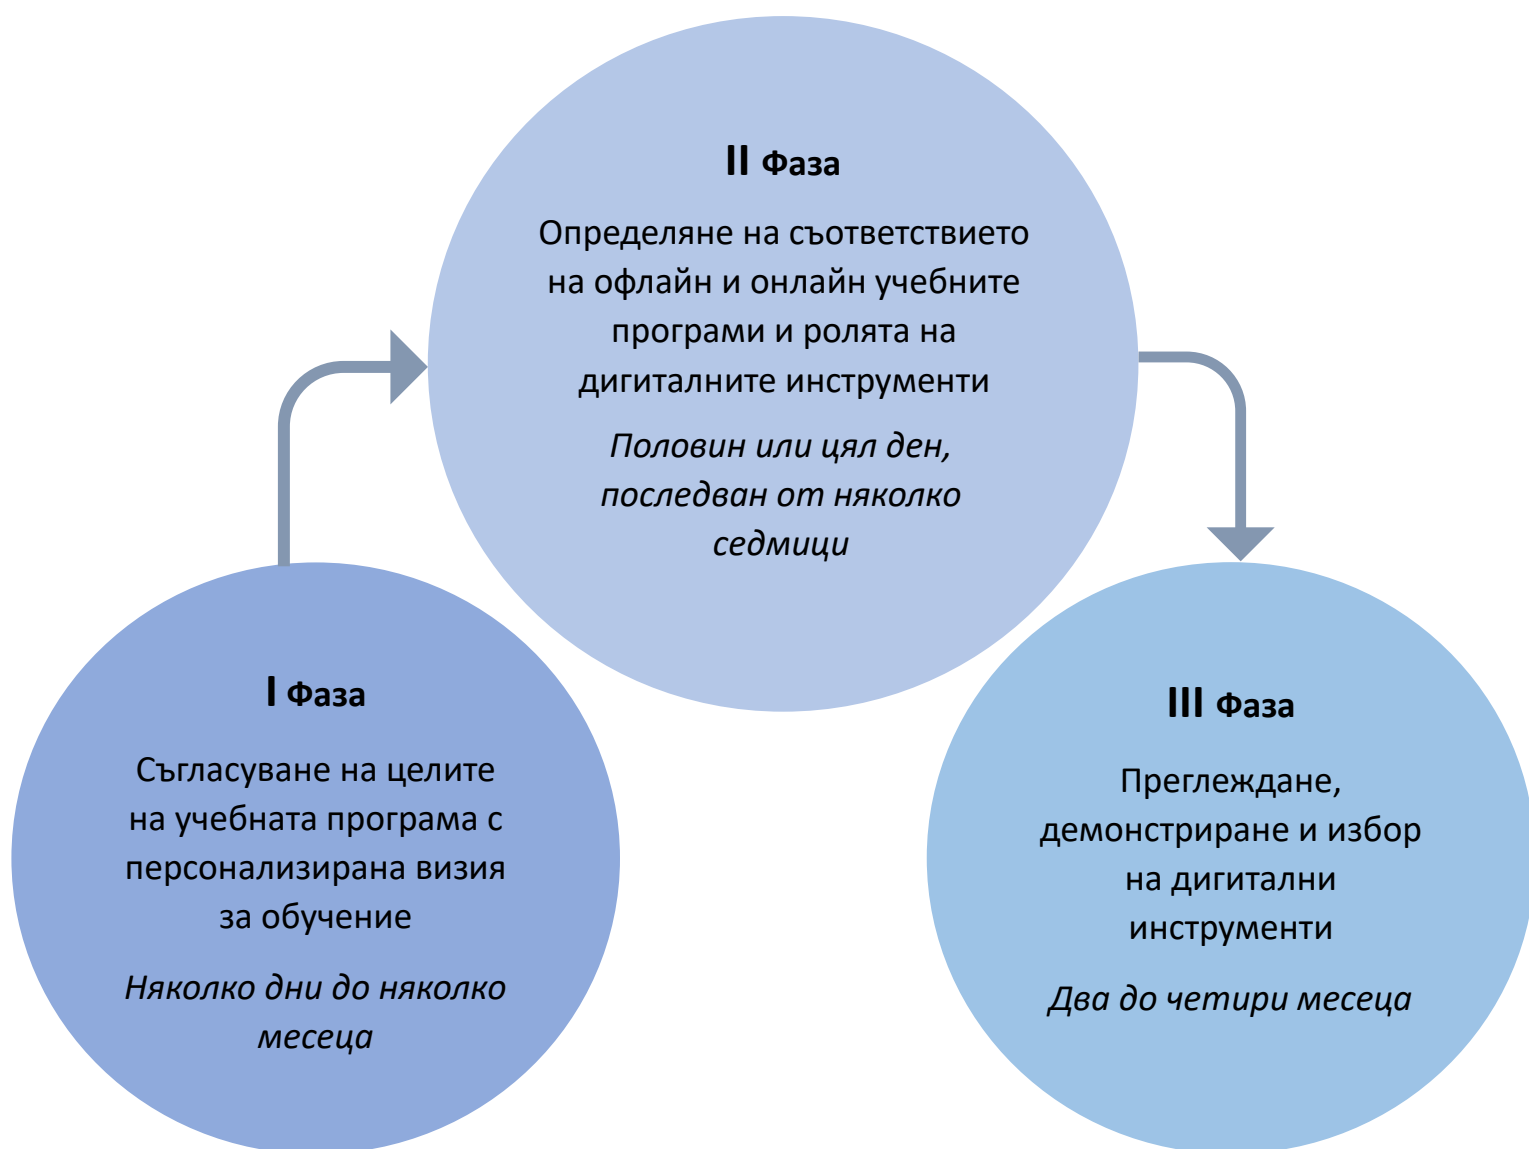 I Фаза
Съгласуване на целите
на учебната програма с
персонализирана визия
за обучение
Няколко дни до няколко
месеца
II Фаза
Определяне на съответствието
на офлайн и онлайн учебните
програми и ролята на
дигиталните инструменти
Половин или цял ден,
последван от няколко
седмици
III Фаза
Преглеждане,
демонстриране и избор
на дигитални
инструменти
Два до четири месеца